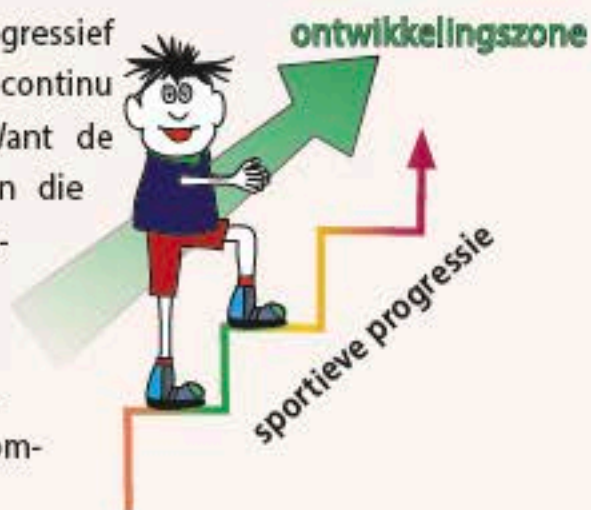 gressief
continu
Want de
n die
-
om-
ontwikkelingszone
sportieve progressie